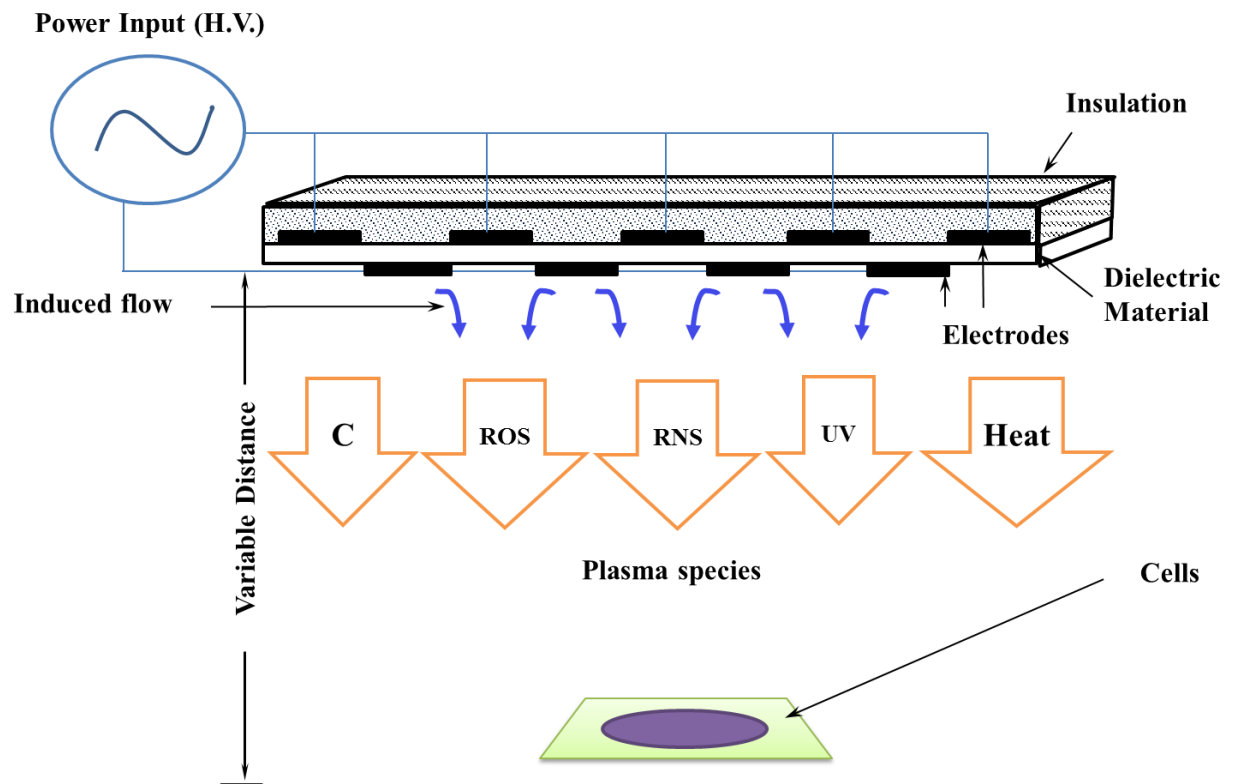 Power Input (H.V.)
Insulation
Dielectric
Material
Induced flow
Electrodes
C
ROS
RNS
UV
Heat
Variable Distance
Plasma species
Cells